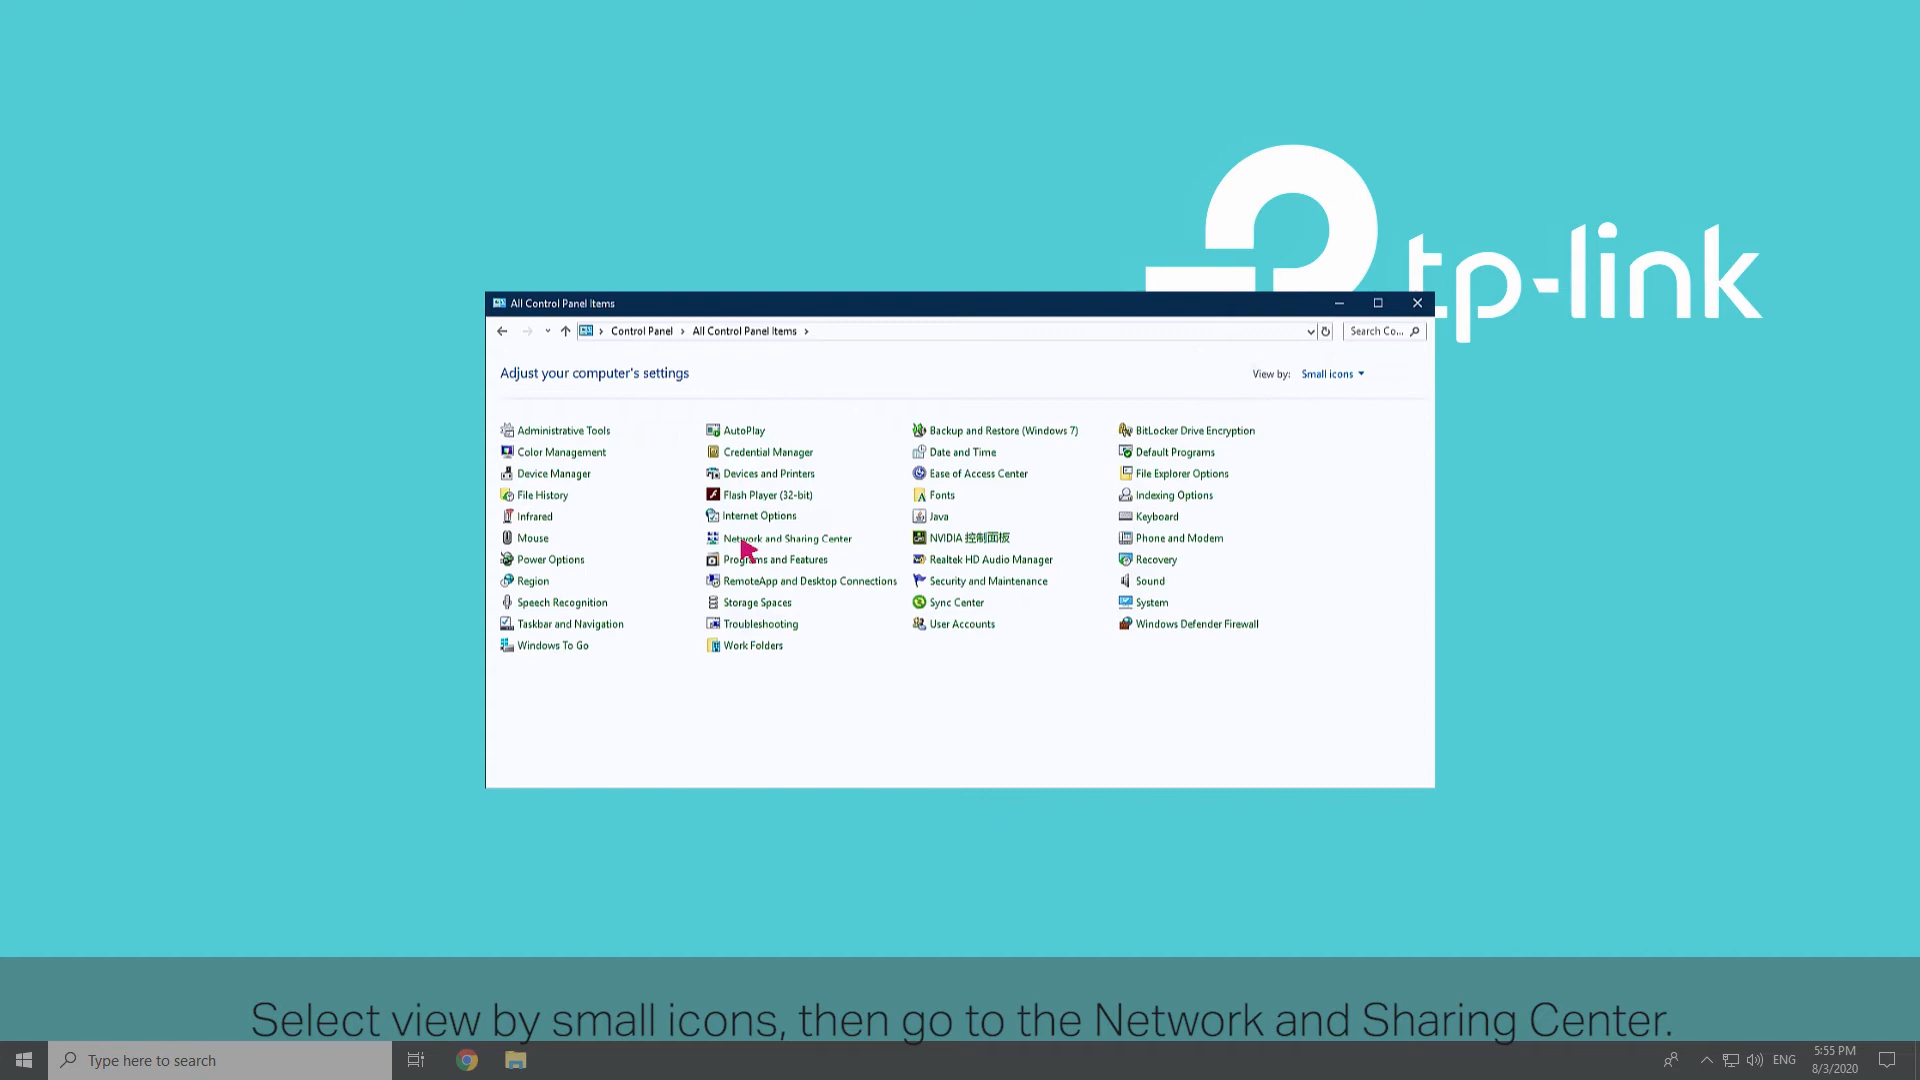 tp-link
All Control Panel Items
Control Panel > All Control Panel Items >
Search Co...
Adjust your computer's settings
View by: Small icons
Administrative Tools
AutoPlay
Backup and Restore (Windows 7)
BitLocker Drive Encryption
Color Management
Credential Manager
Date and Time
Default Programs
Device Manager
Devices and Printers
Ease of Access Center
File Explorer Options
File History
Flash Player (32-bit)
Fonts
Indexing Options
Infrared
Internet Options
Java
Keyboard
Mouse
Network and Sharing Center
NVIDIA 控制面板
Phone and Modem
Power Options
Programs and Features
Realtek HD Audio Manager
Recovery
Region
RemoteApp and Desktop Connections
Security and Maintenance
Sound
Speech Recognition
Storage Spaces
Sync Center
System
Taskbar and Navigation
Troubleshooting
User Accounts
Windows Defender Firewall
Windows To Go
Work Folders
Select view by small icons, then go to the Network and Sharing Center.
Type here to search
ENG
5:55 PM
8/3/2020